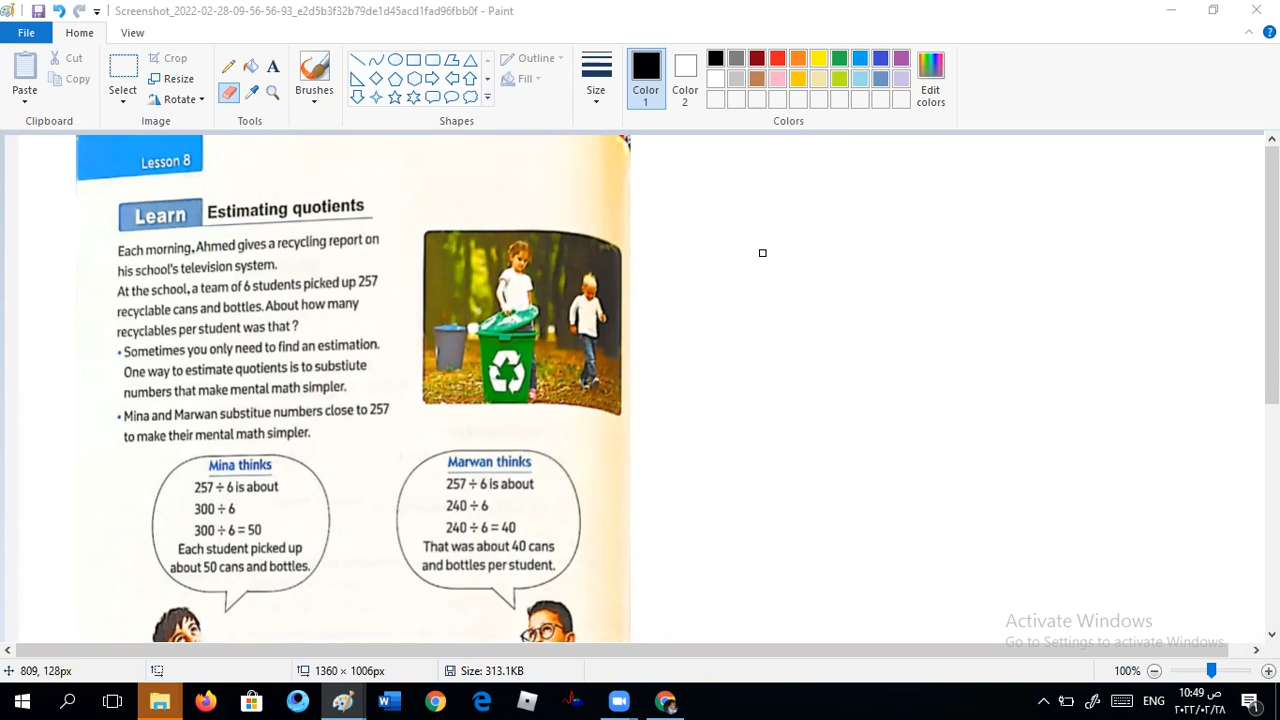 Screenshot_2022-02-28-09-56-56-93_e2d5b3f32b79de1d45acd1fad96fbb0f - Paint
File Home View
Paste
Cut
Copy
Clipboard
Select
Crop
Resize
Rotate
Image
A
Tools
Brushes
Shapes
Outline
Fill
Size
Color 1
Color 2
Colors
Edit colors
Lesson 8
Learn Estimating quotients
Each morning, Ahmed gives a recycling report on
his school's television system.
At the school, a team of 6 students picked up 257
recyclable cans and bottles. About how many
recyclables per student was that ?
• Sometimes you only need to find an estimation.
One way to estimate quotients is to substiute
numbers that make mental math simpler.
• Mina and Marwan substitue numbers close to 257
to make their mental math simpler.
Mina thinks
257 ÷ 6 is about
300 ÷ 6
300 ÷ 6 = 50
Each student picked up
about 50 cans and bottles.
Marwan thinks
257 ÷ 6 is about
240 ÷ 6
240 ÷ 6 = 40
That was about 40 cans
and bottles per student.
Activate Windows
Go to Settings to activate Windows.
809, 128px
1360 × 1006px
Size: 313.1KB
100%
ENG
10:49 ص
٢٠٢٢/٠٢/٢٨